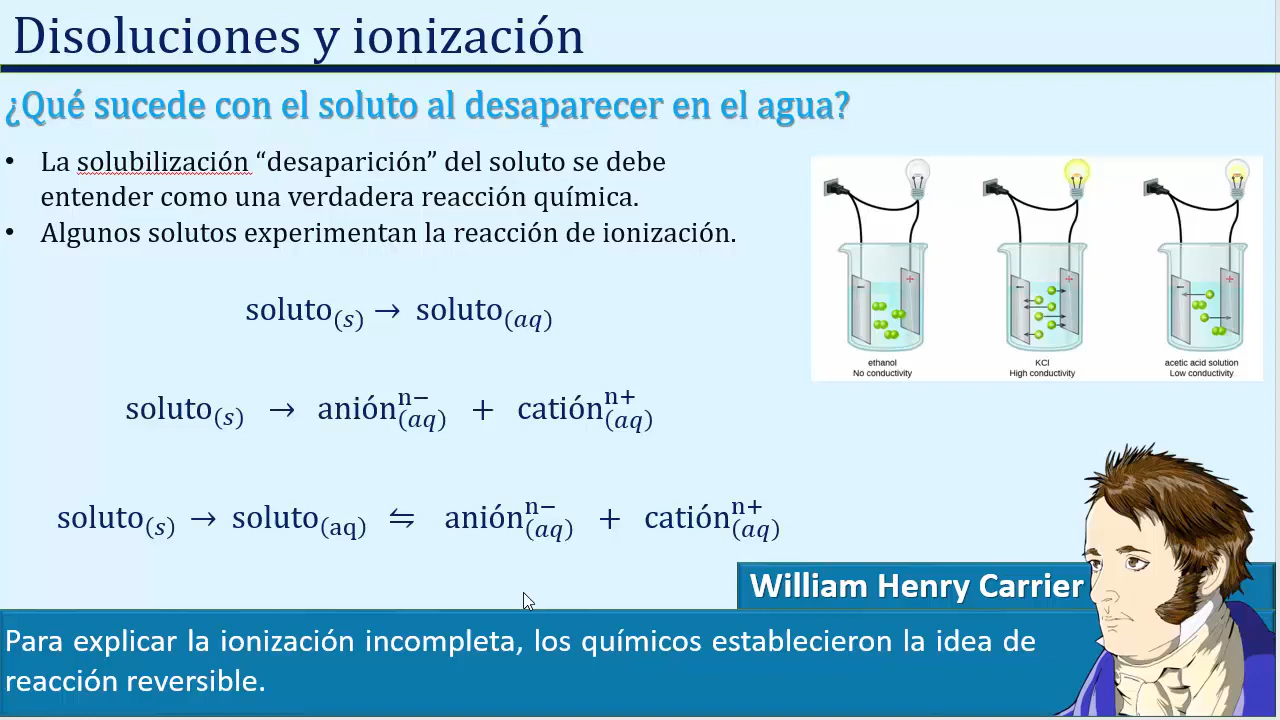 Disoluciones y ionización
¿Qué sucede con el soluto al desaparecer en el agua?
• La solubilización “desaparición” del soluto se debe
entender como una verdadera reacción química.
• Algunos solutos experimentan la reacción de ionización.
soluto(s) → soluto(aq)
soluto(s) → anión(aq)^n− + catión(aq)^n+
soluto(s) → soluto(aq) ⇋ anión(aq)^n− + catión(aq)^n+
− +
− +
− +
ethanol
No conductivity
KCl
High conductivity
acetic acid solution
Low conductivity
William Henry Carrier
Para explicar la ionización incompleta, los químicos establecieron la idea de
reacción reversible.